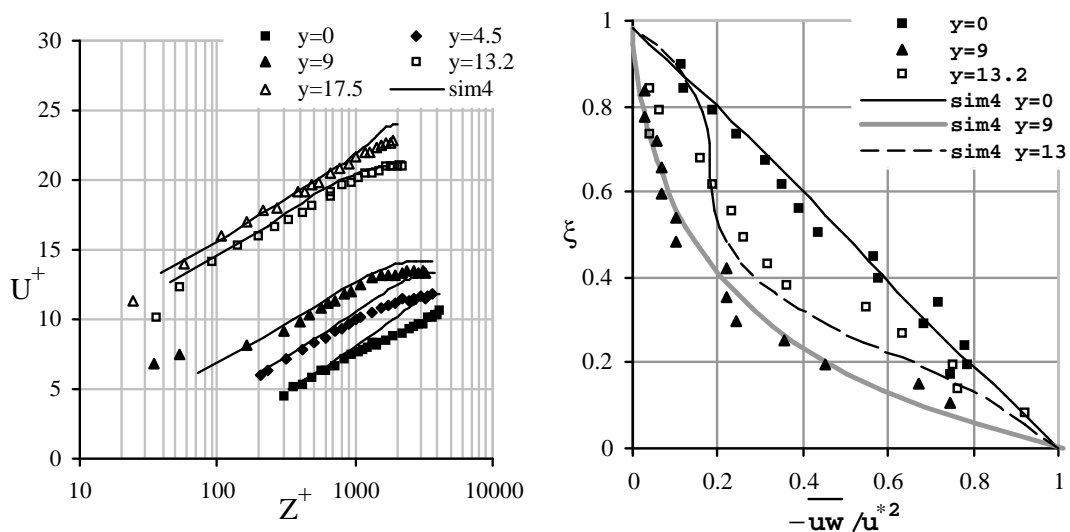 y=0
y=4.5
y=9
y=13.2
y=17.5
sim4
30
25
20
15
10
5
0
U+
10
100
1000
10000
Z+
y=0
y=9
y=13.2
sim4 y=0
sim4 y=9
sim4 y=13
1
0.8
0.6
0.4
0.2
0
ξ
0
0.2
0.4
0.6
0.8
1
−uw /u*2